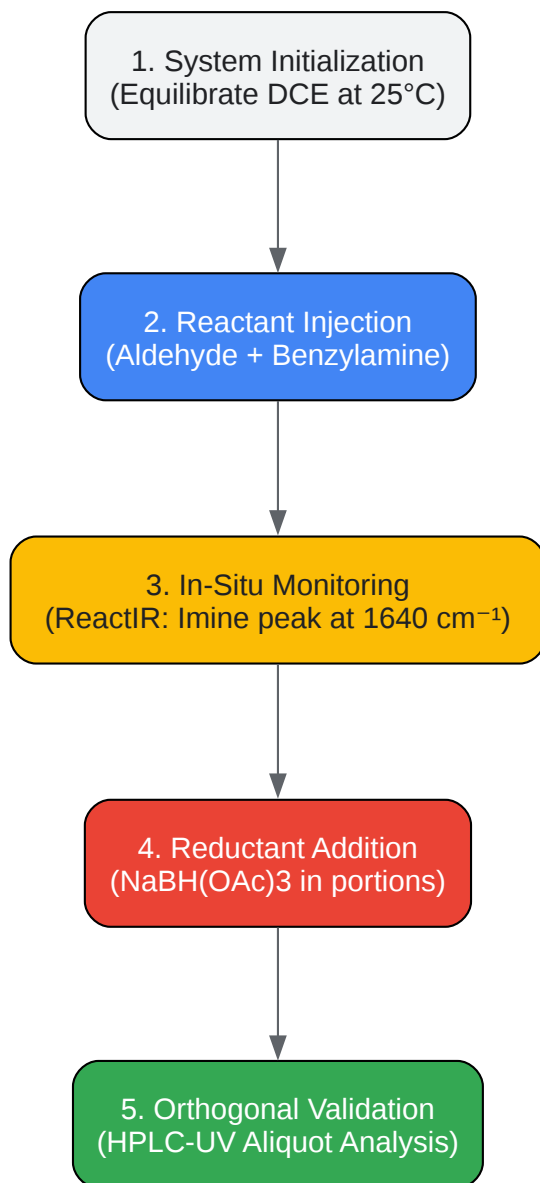 1. System Initialization
(Equilibrate DCE at 25°C)
2. Reactant Injection
(Aldehyde + Benzylamine)
3. In-Situ Monitoring
(ReactIR: Imine peak at 1640 cm⁻¹)
4. Reductant Addition
(NaBH(OAc)3 in portions)
5. Orthogonal Validation
(HPLC-UV Aliquot Analysis)